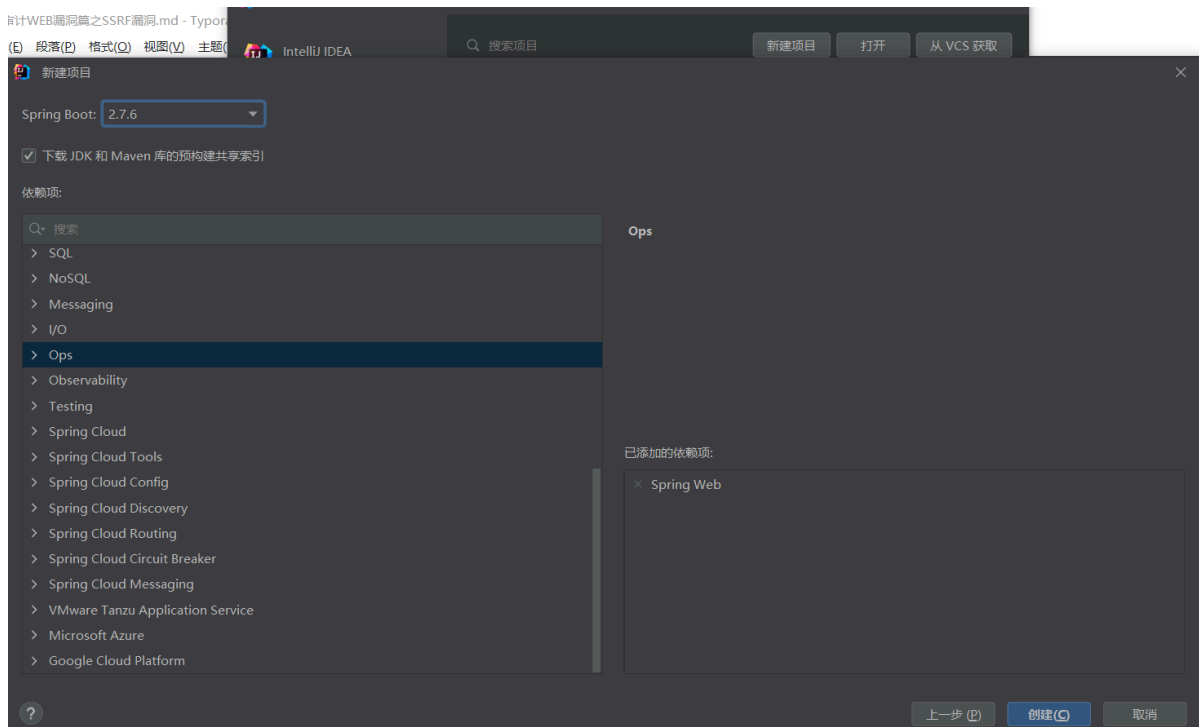 审计WEB漏洞篇之SSRF漏洞.md - Typora
(E) 段落(P) 格式(O) 视图(V) 主题(
IntelliJ IDEA
搜索项目
新建项目 打开 从 VCS 获取
新建项目
Spring Boot: 2.7.6
下载 JDK 和 Maven 库的预构建共享索引
依赖项:
搜索
SQL
NoSQL
Messaging
I/O
Ops
Observability
Testing
Spring Cloud
Spring Cloud Tools
Spring Cloud Config
Spring Cloud Discovery
Spring Cloud Routing
Spring Cloud Circuit Breaker
Spring Cloud Messaging
VMware Tanzu Application Service
Microsoft Azure
Google Cloud Platform
Ops
已添加的依赖项:
Spring Web
? 上一步 (P) 创建(C) 取消